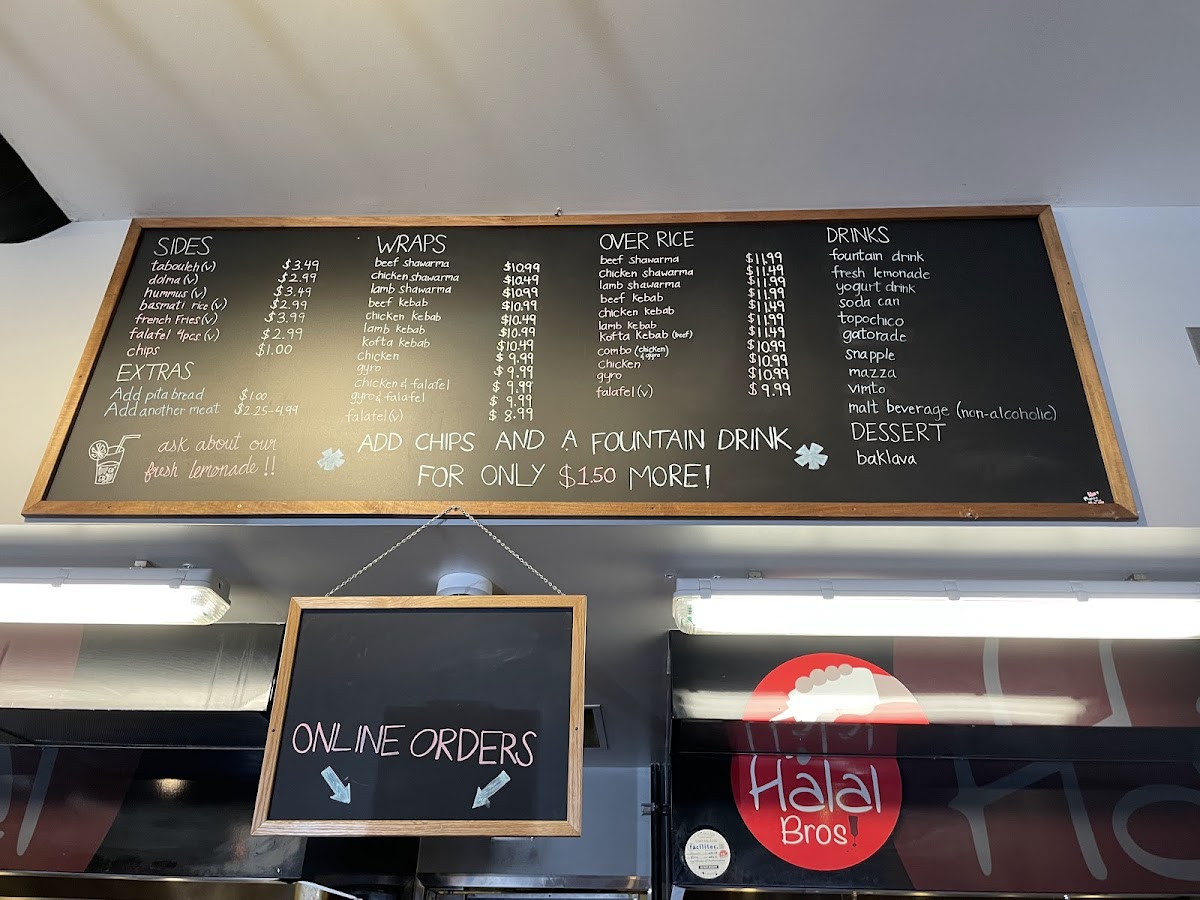 SIDES
tabouleh (v) $3.49
dolma (v) $2.99
hummus (v) $3.49
basmati rice (v) $2.99
french Fries (v) $3.99
falafel 4pcs (v) $2.99
chips $1.00
EXTRAS
Add pita bread $1.00
Add another meat $2.25-4.99
ask about our
fresh lemonade!!
WRAPS
beef shawarma $10.99
chicken shawarma $10.49
lamb shawarma $10.99
beef kebab $10.99
chicken kebab $10.49
lamb kebab $10.99
kofta kebab $10.49
chicken $9.99
gyro $9.99
chicken & falafel $9.99
gyro & falafel $9.99
falafel (v) $8.99
OVER RICE
beef shawarma $11.99
chicken shawarma $11.49
lamb shawarma $11.99
beef kebab $11.99
chicken kebab $11.49
lamb kebab $11.99
kofta kebab (beef) $11.49
combo (chicken & gyro) $10.99
chicken $10.99
gyro $10.99
falafel (v) $9.99
DRINKS
fountain drink
fresh lemonade
yogurt drink
soda can
topochico
gatorade
snapple
mazza
vimto
malt beverage (non-alcoholic)
DESSERT
baklava
ADD CHIPS AND A FOUNTAIN DRINK
FOR ONLY $1.50 MORE!
ONLINE ORDERS
Halal
Bros!
facilitec